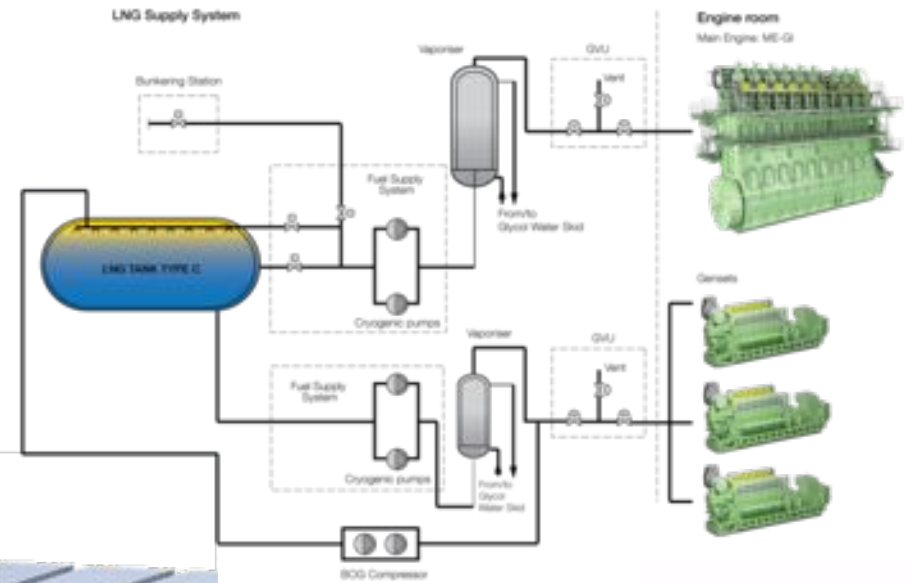 LNG Supply System
Engine room
Main Engine: ME-GI
Vaporiser
GVU
Vent
Bunkering Station
Fuel Supply
System
From/to
Glycol Water Skid
LNG TANK TYPE C
Cryogenic pumps
Gensets
Vaporiser
GVU
Vent
Fuel Supply
System
Cryogenic pumps
From/to
Glycol
Water Skid
BOG Compressor